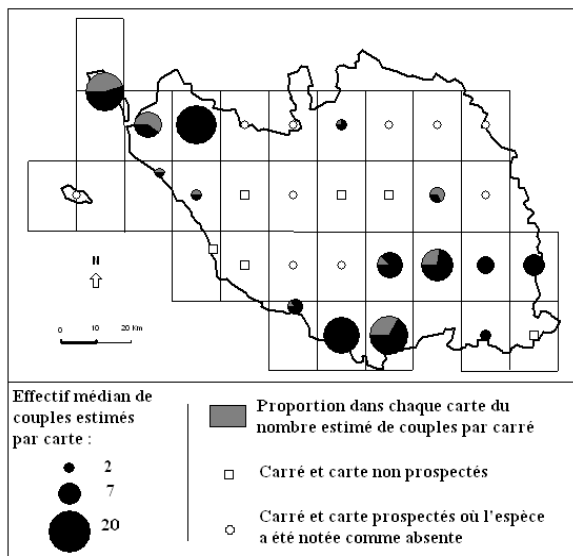 N
0 10 20 Km
Effectif médian de
couples estimés
par carte :
2
7
20
Proportion dans chaque carte du
nombre estimé de couples par carré
Carré et carte non prospectés
Carré et carte prospectés où l'espèce
a été notée comme absente